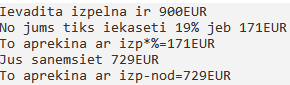 Ievadita izpelna ir 900EUR
No jums tiks iekaseti 19% jeb 171EUR
To aprekina ar izp*%=171EUR
Jus sanemsiet 729EUR
To aprekina ar izp-nod=729EUR